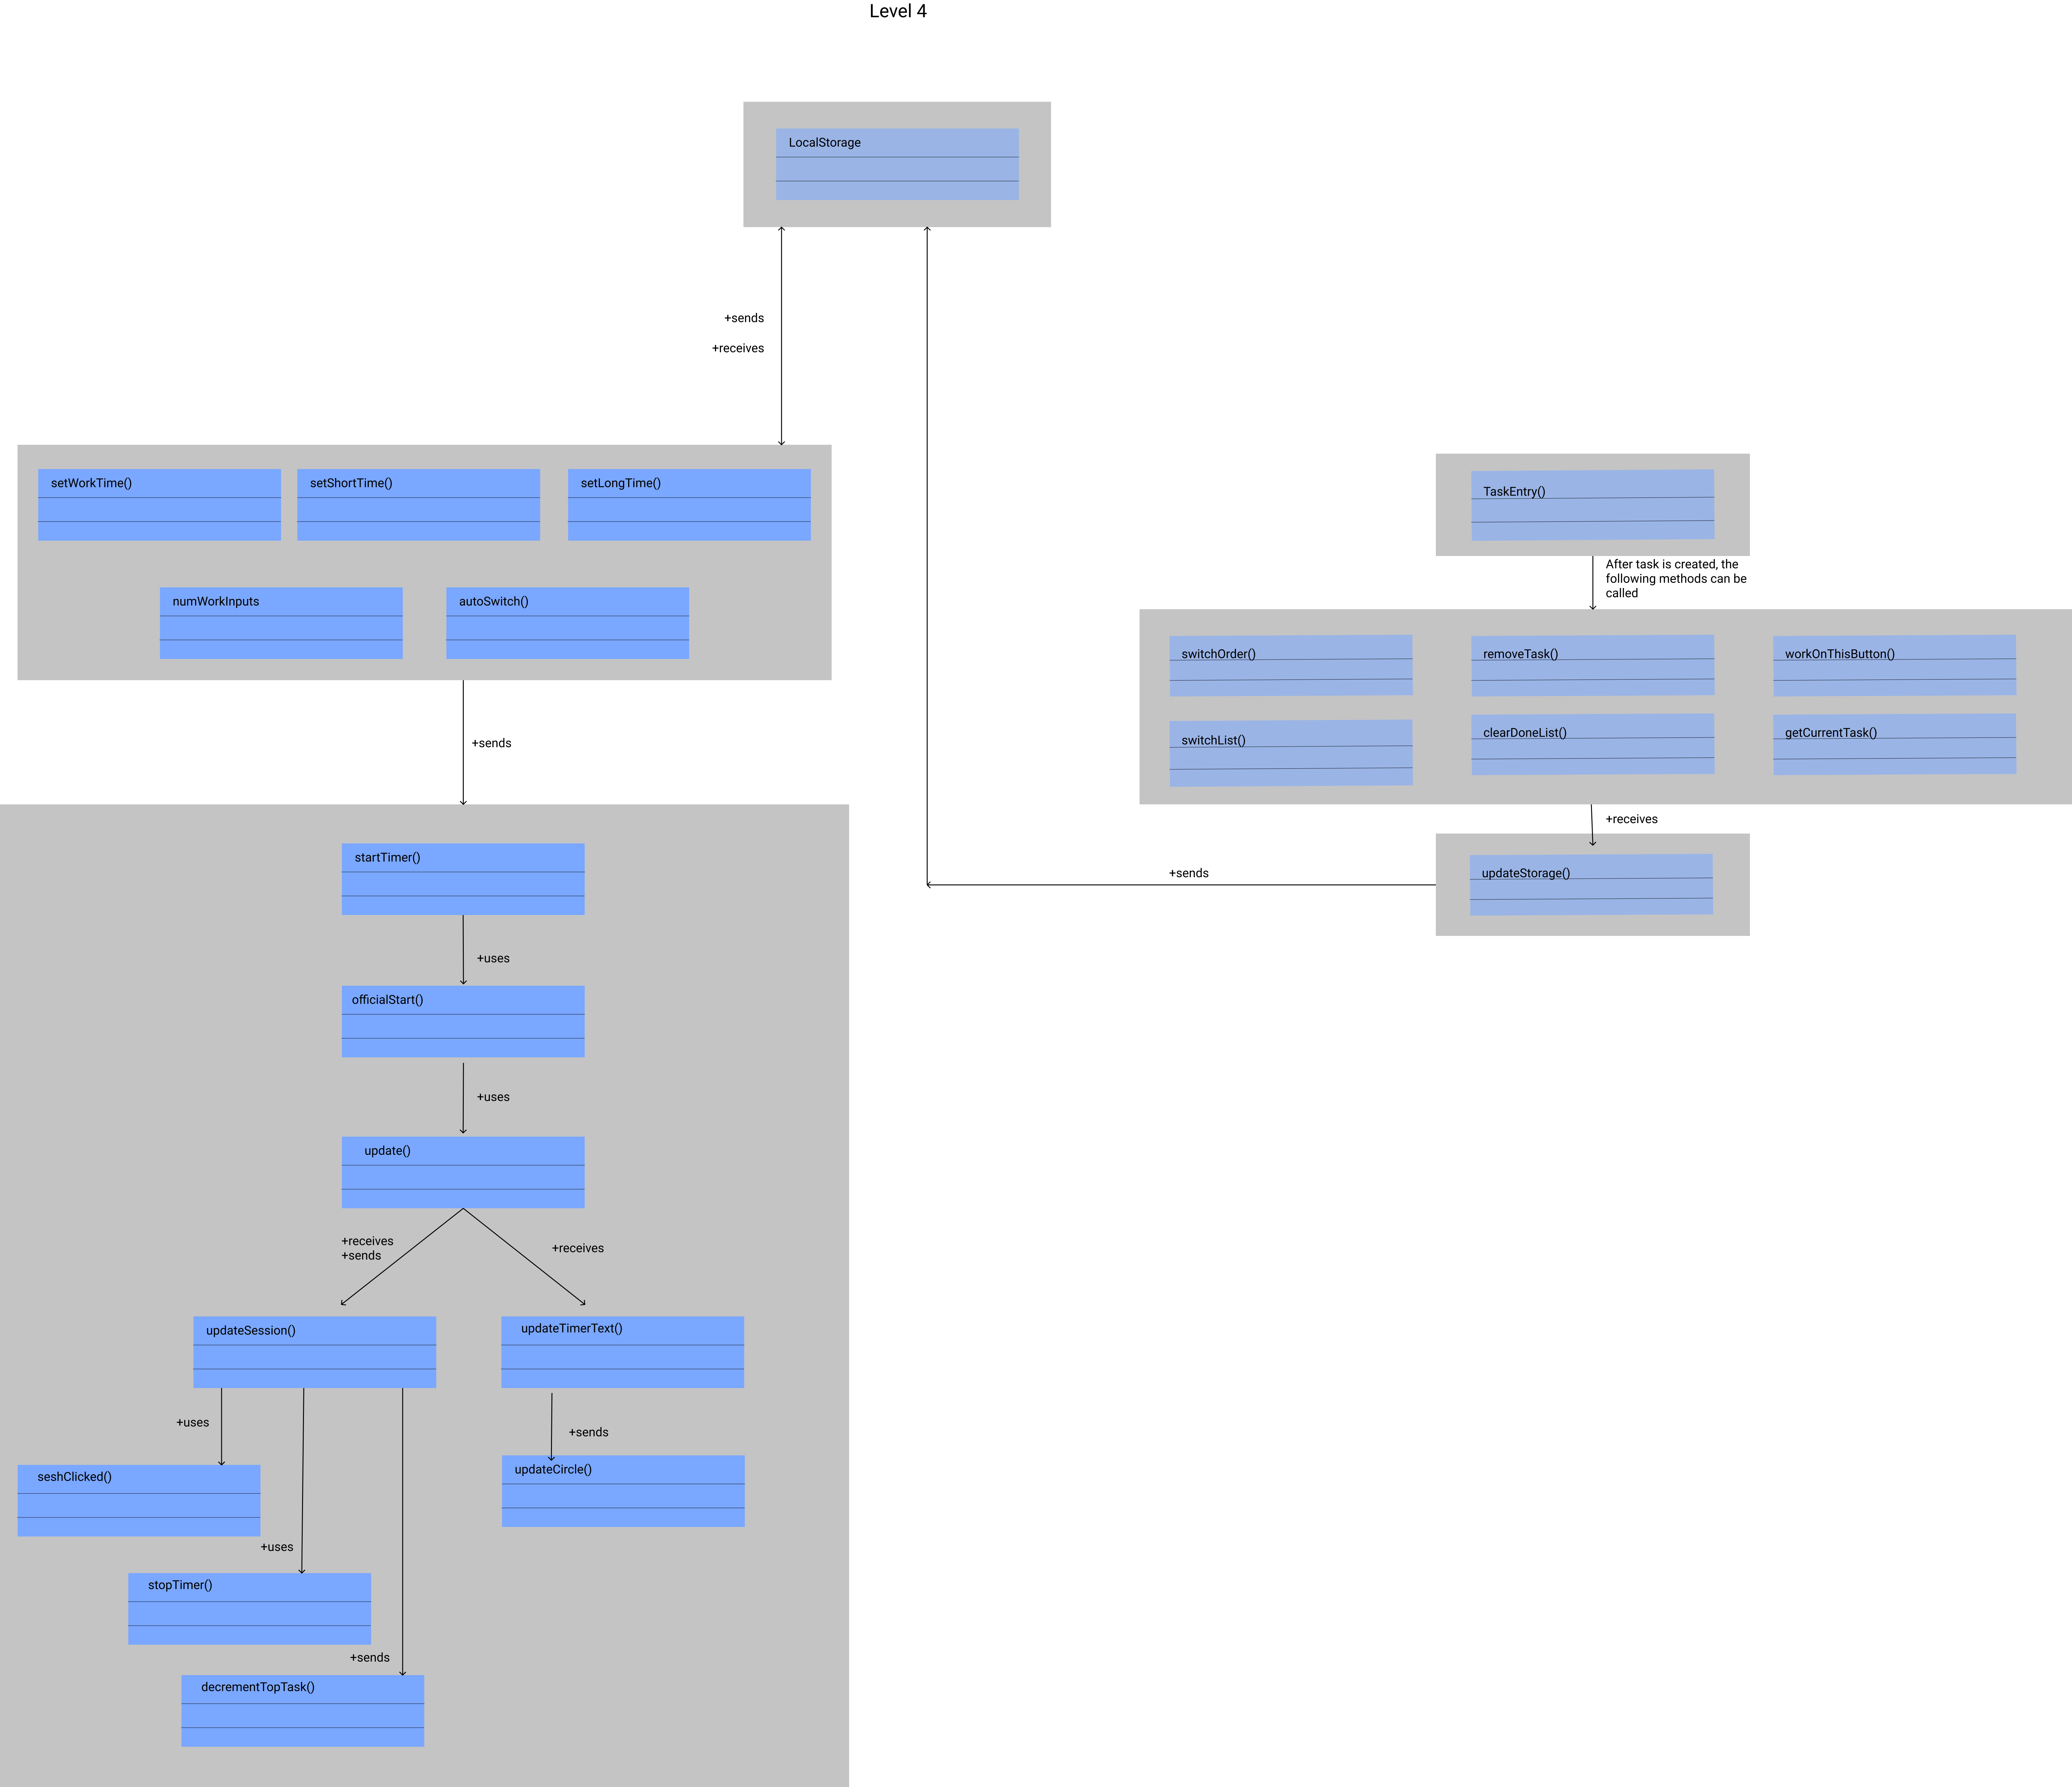 Level 4
LocalStorage
+sends
+receives
setWorkTime()
setShortTime()
setLongTime()
numWorkInputs
autoSwitch()
+sends
TaskEntry()
After task is created, the
following methods can be
called
switchOrder()
removeTask()
workOnThisButton()
switchList()
clearDoneList()
getCurrentTask()
+receives
updateStorage()
+sends
startTimer()
+uses
officialStart()
+uses
update()
+receives
+sends
+receives
updateSession()
updateTimerText()
+uses
+sends
seshClicked()
updateCircle()
+uses
stopTimer()
+sends
decrementTopTask()